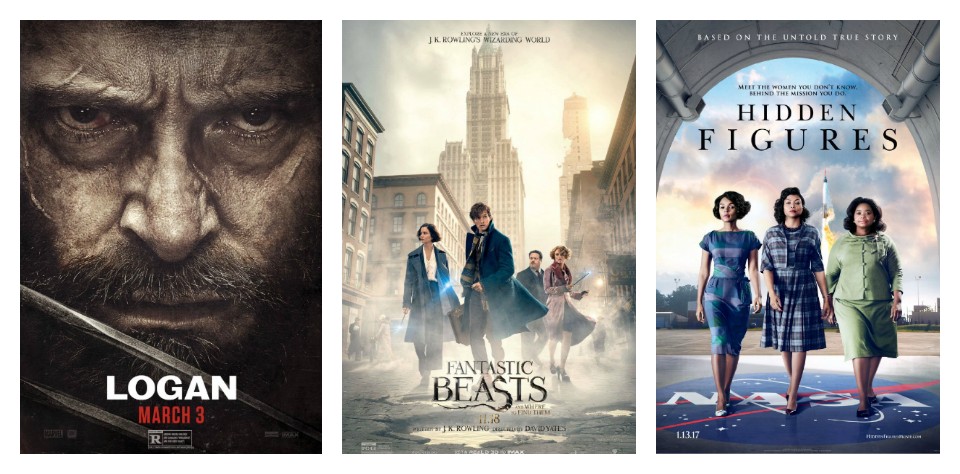 LOGAN
MARCH 3
R
EXPLORE A NEW ERA OF
J.K. ROWLING'S WIZARDING WORLD
FANTASTIC
BEASTS
AND WHERE
TO FIND THEM
11.18
WRITTEN BY J.K. ROWLING DIRECTED BY DAVID YATES
BASED ON THE UNTOLD TRUE STORY
MEET THE WOMEN YOU DON'T KNOW,
BEHIND THE MISSION YOU DO.
HIDDEN
FIGURES
NASA
1.13.17
HiddenFiguresMovie.com